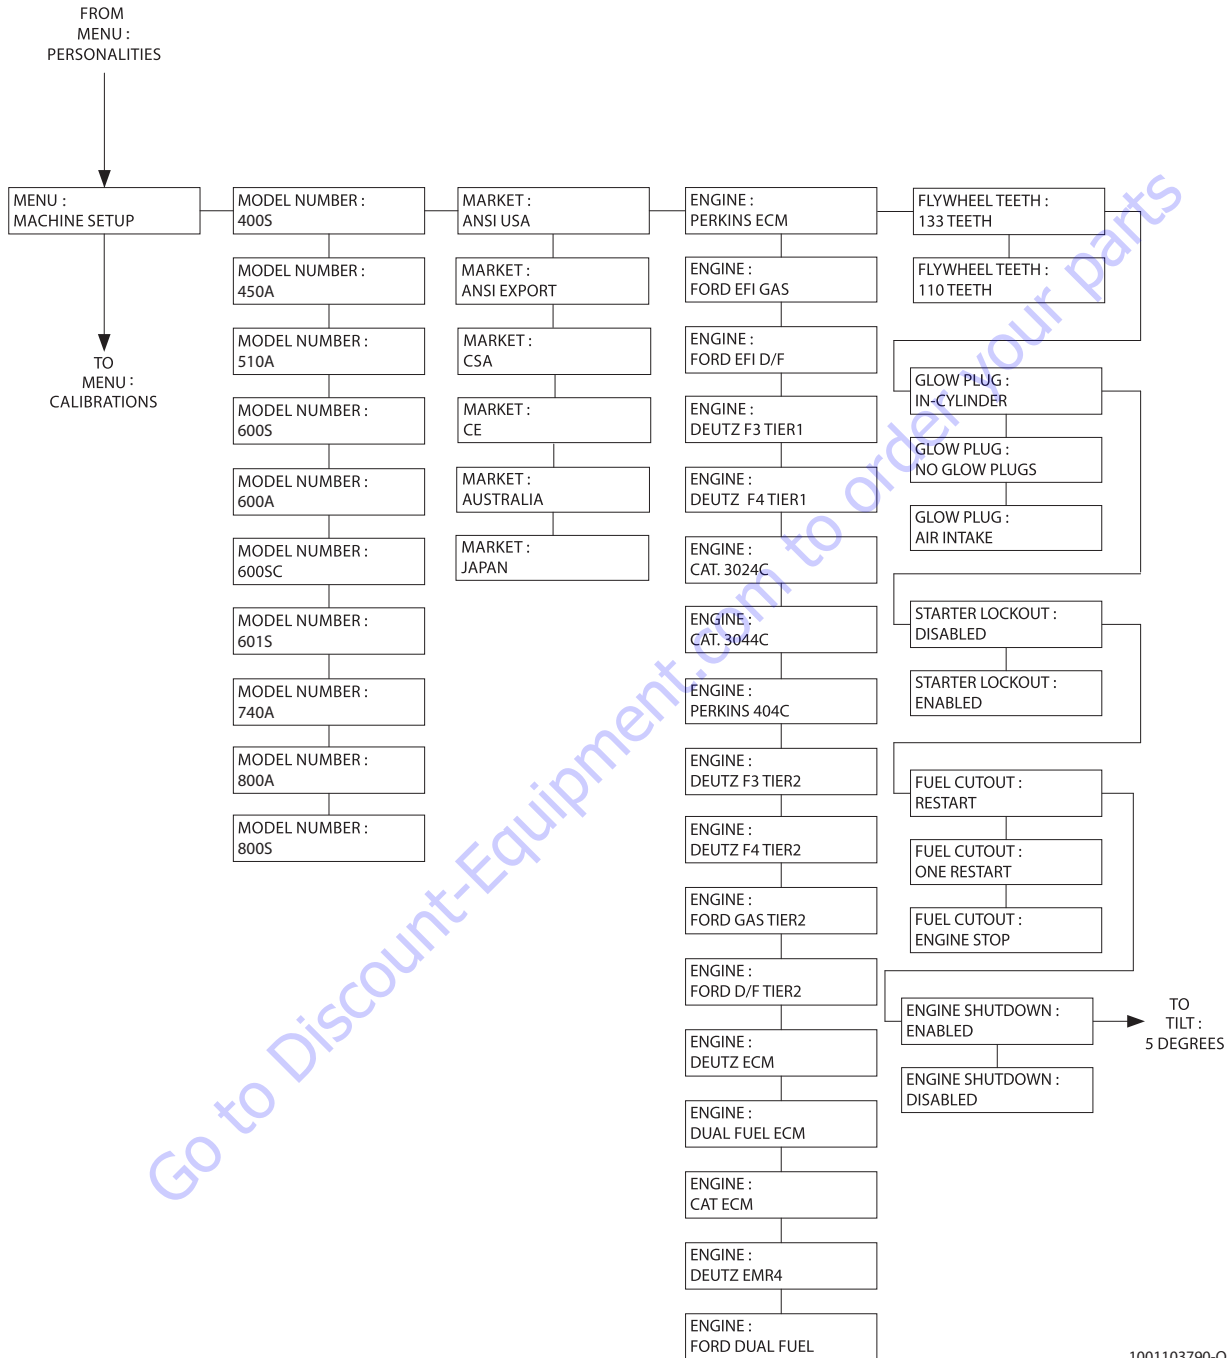 FROM
MENU :
PERSONALITIES
MENU :
MACHINE SETUP
TO
MENU :
CALIBRATIONS
MODEL NUMBER :
400S
MODEL NUMBER :
450A
MODEL NUMBER :
510A
MODEL NUMBER :
600S
MODEL NUMBER :
600A
MODEL NUMBER :
600SC
MODEL NUMBER :
601S
MODEL NUMBER :
740A
MODEL NUMBER :
800A
MODEL NUMBER :
800S
MARKET :
ANSI USA
MARKET :
ANSI EXPORT
MARKET :
CSA
MARKET :
CE
MARKET :
AUSTRALIA
MARKET :
JAPAN
ENGINE :
PERKINS ECM
ENGINE :
FORD EFI GAS
ENGINE :
FORD EFI D/F
ENGINE :
DEUTZ F3 TIER1
ENGINE :
DEUTZ F4 TIER1
ENGINE :
CAT. 3024C
ENGINE :
CAT. 3044C
ENGINE :
PERKINS 404C
ENGINE :
DEUTZ F3 TIER2
ENGINE :
DEUTZ F4 TIER2
ENGINE :
FORD GAS TIER2
ENGINE :
FORD D/F TIER2
ENGINE :
DEUTZ ECM
ENGINE :
DUAL FUEL ECM
ENGINE :
CAT ECM
ENGINE :
DEUTZ EMR4
ENGINE :
FORD DUAL FUEL
FLYWHEEL TEETH :
133 TEETH
FLYWHEEL TEETH :
110 TEETH
GLOW PLUG :
IN-CYLINDER
GLOW PLUG :
NO GLOW PLUGS
GLOW PLUG :
AIR INTAKE
STARTER LOCKOUT :
DISABLED
STARTER LOCKOUT :
ENABLED
FUEL CUTOUT :
RESTART
FUEL CUTOUT :
ONE RESTART
FUEL CUTOUT :
ENGINE STOP
ENGINE SHUTDOWN :
ENABLED
ENGINE SHUTDOWN :
DISABLED
TO
TILT :
5 DEGREES
Go to Discount-Equipment.com to order your parts